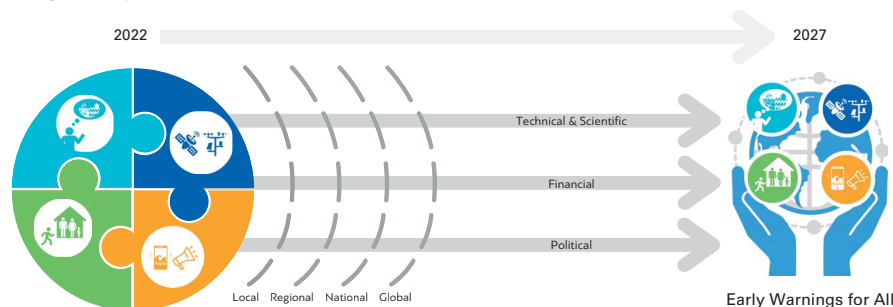 2022
2027
Technical & Scientific
Financial
Political
Local Regional National Global
Early Warnings for All